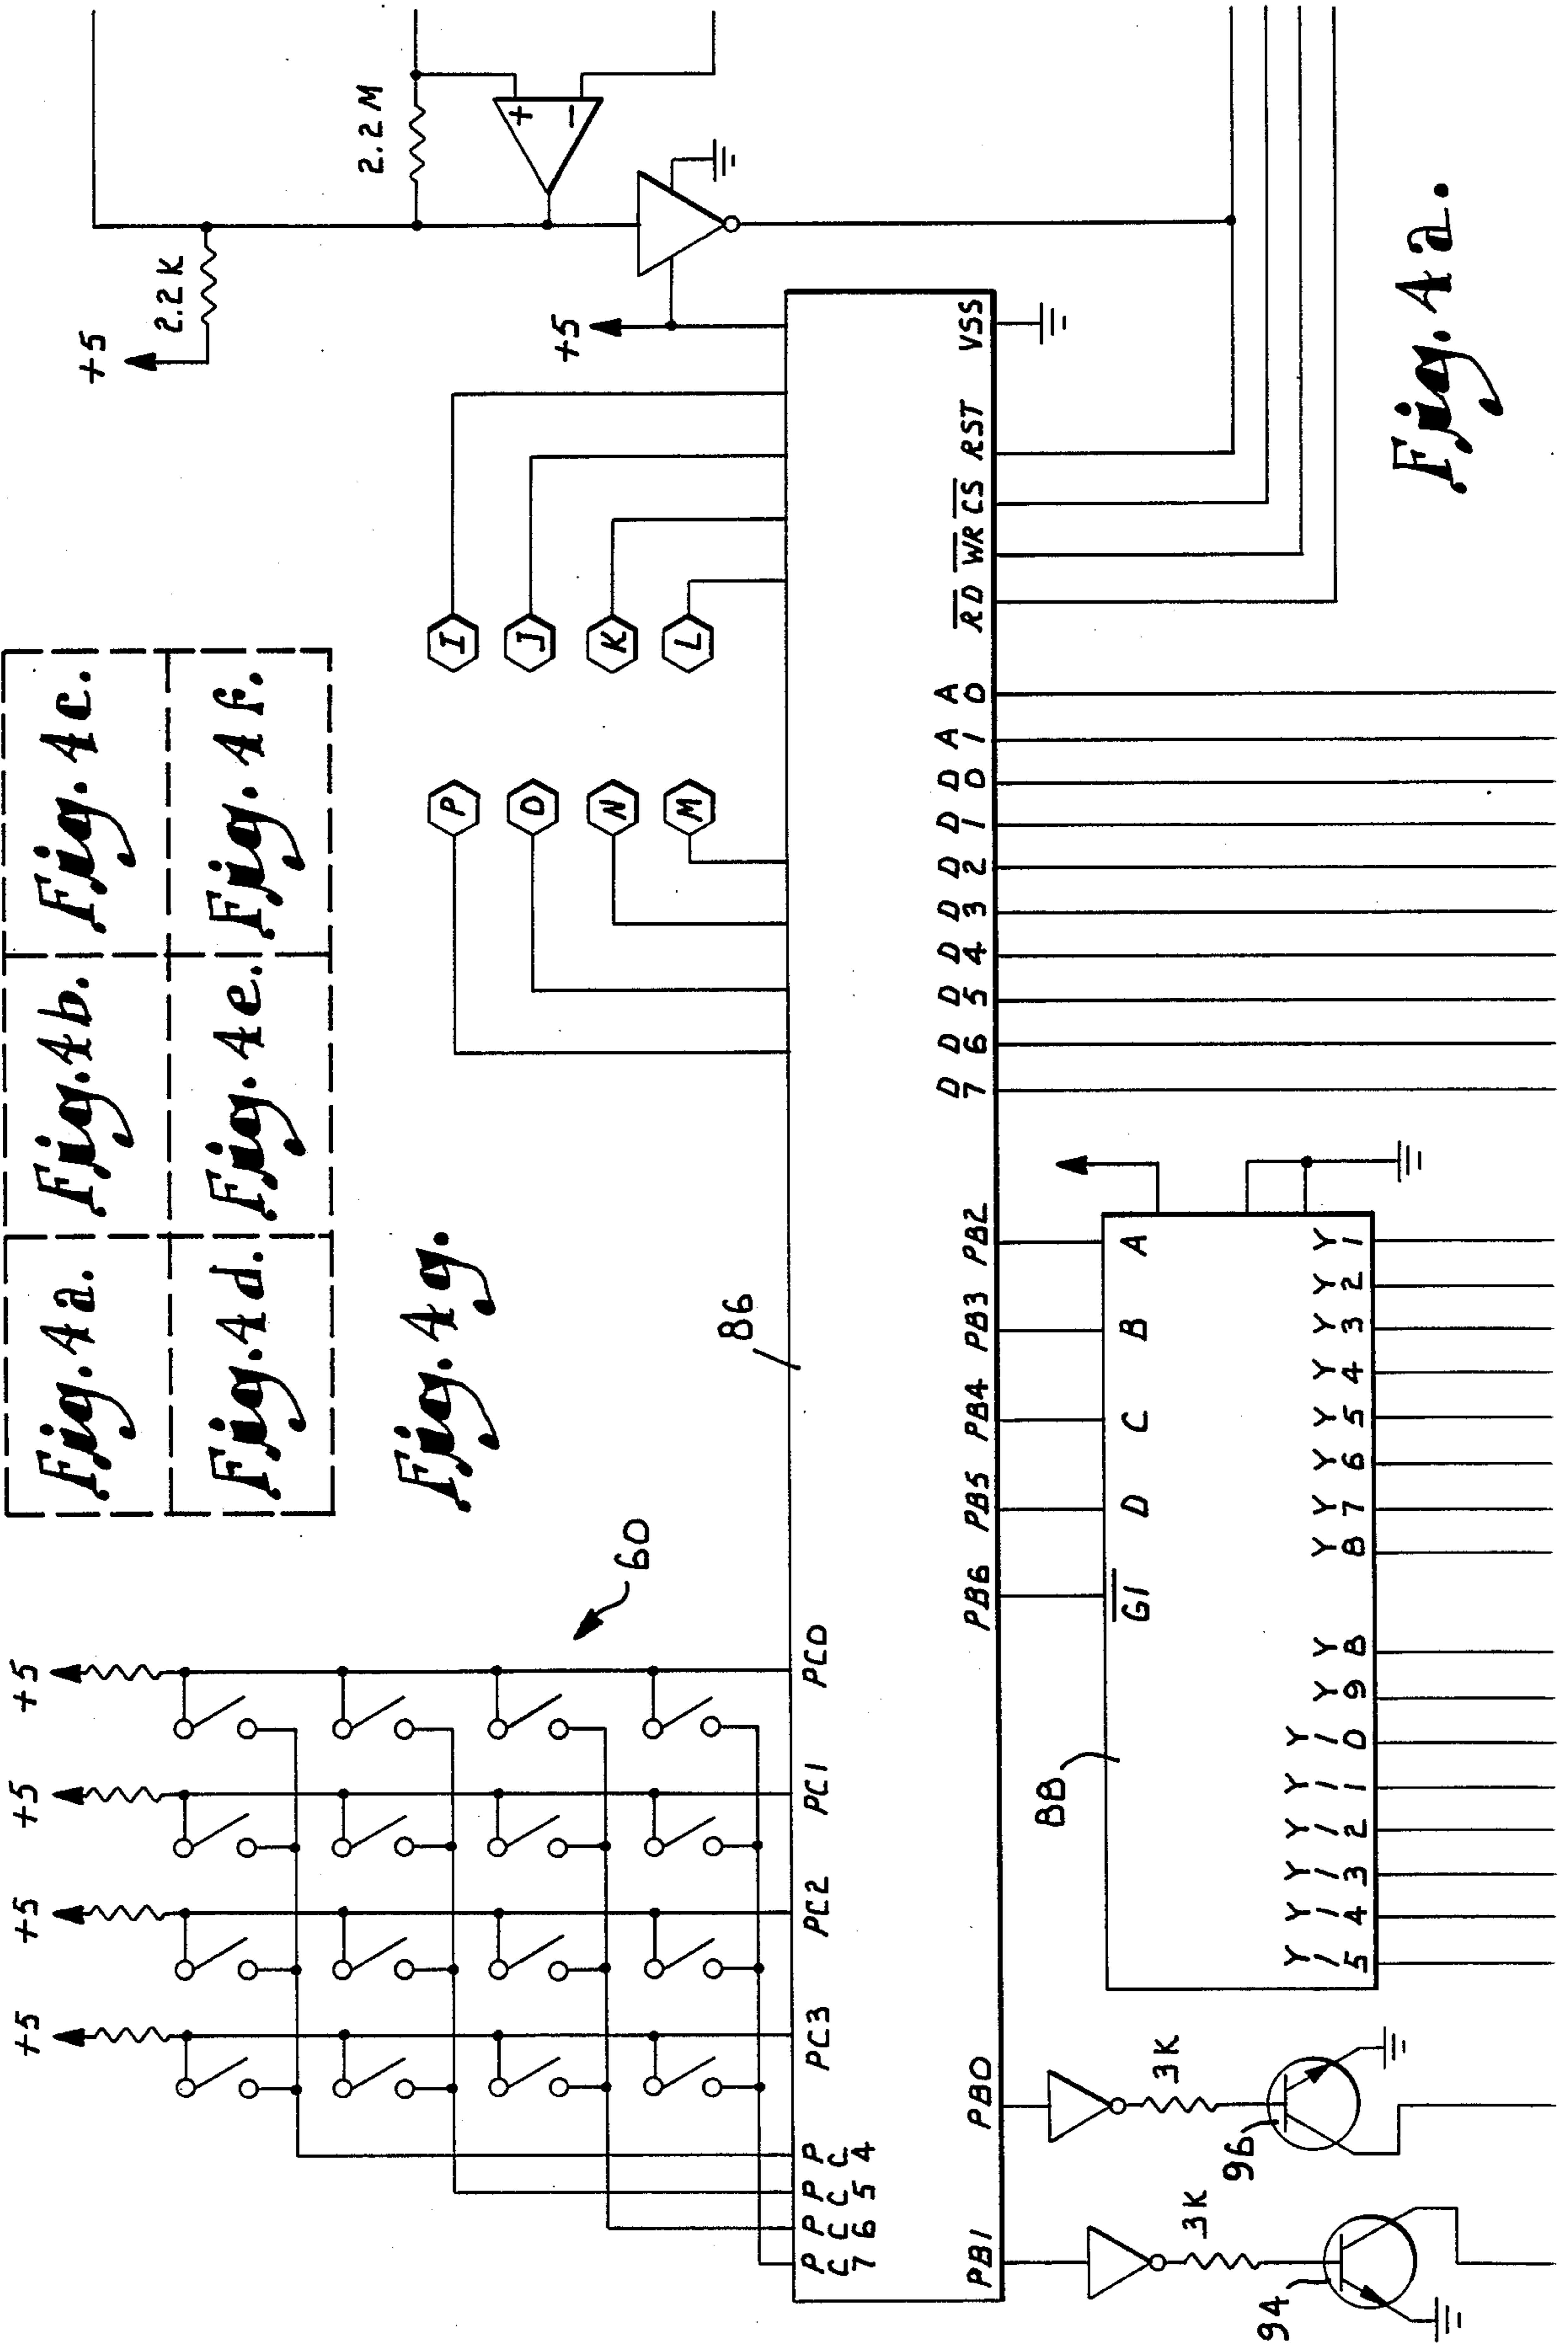 Fig. 4a. Fig. 4b. Fig. 4c.
Fig. 4d. Fig. 4e. Fig. 4f.
Fig. 4g.
+5 +5 +5 +5
60
+5
2.2K
2.2M
+
−
+5
P I
O J
N K
M L
86
PC7 PC6 PC5 PC4 PC3 PC2 PC1 PC0
PB1 PB0 PB6 PB5 PB4 PB3 PB2 D7 D6 D5 D4 D3 D2 D1 D0 A1 A0 RD WR CS RST VSS
88
G1 D C B A
Y15 Y14 Y13 Y12 Y11 Y10 Y9 Y8 Y8 Y7 Y6 Y5 Y4 Y3 Y2 Y1
3K 3K
94 96
Fig. 4a.